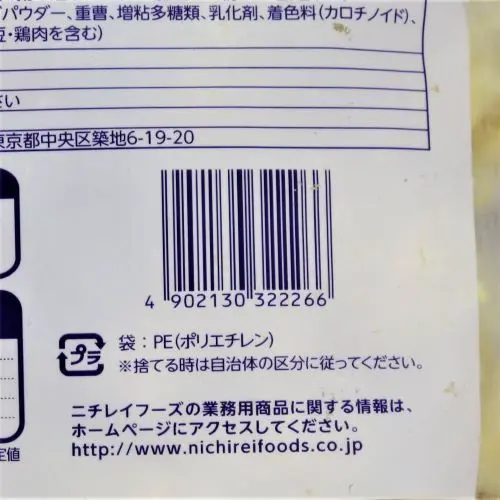 パウダー、重曹、増粘多糖類、乳化剤、着色料(カロチノイド)、
・鶏肉を含む)
さい
東京都中央区築地6-19-20
4 902130 322266
プラ
袋：PE(ポリエチレン)
※捨てる時は自治体の区分に従ってください。
ニチレイフーズの業務用商品に関する情報は、
ホームページにアクセスしてください。
http://www.nichireifoods.co.jp
定値